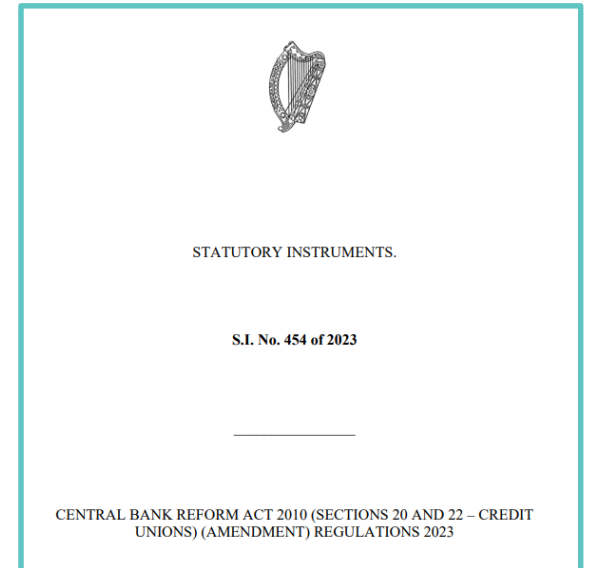 STATUTORY INSTRUMENTS.
S.I. No. 454 of 2023
CENTRAL BANK REFORM ACT 2010 (SECTIONS 20 AND 22 – CREDIT
UNIONS) (AMENDMENT) REGULATIONS 2023